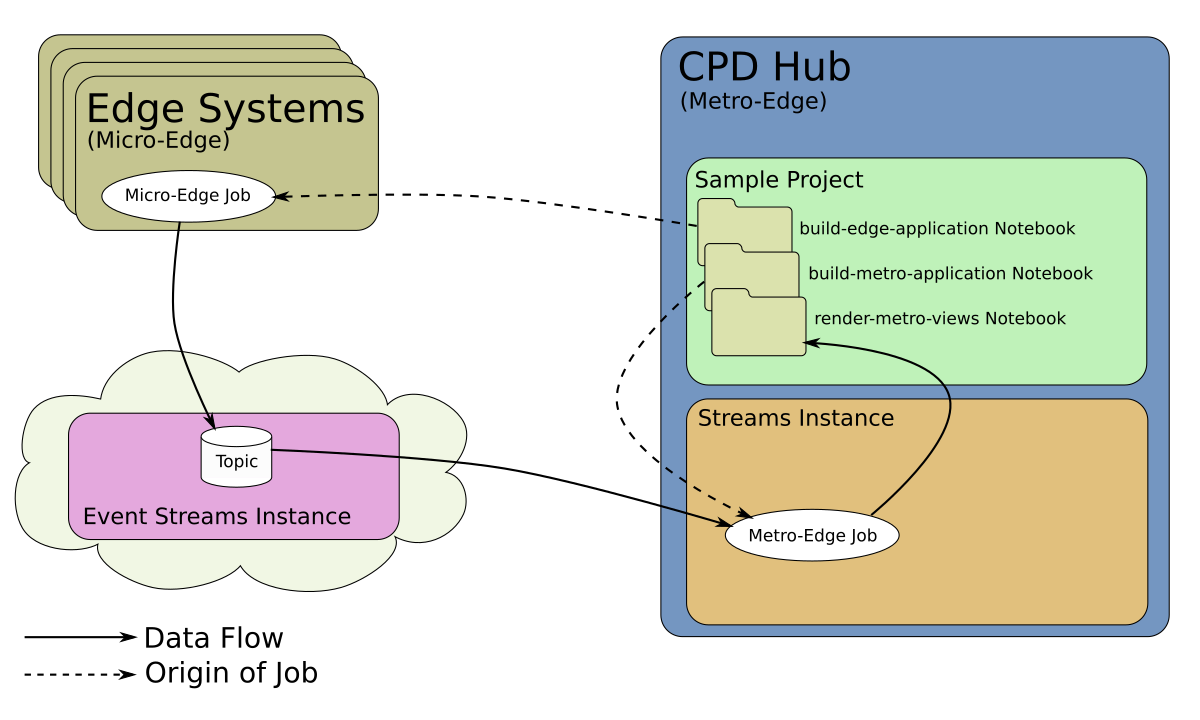 Edge Systems
(Micro-Edge)
Micro-Edge Job
CPD Hub
(Metro-Edge)
Sample Project
build-edge-application Notebook
build-metro-application Notebook
render-metro-views Notebook
Streams Instance
Metro-Edge Job
Topic
Event Streams Instance
Data Flow
Origin of Job